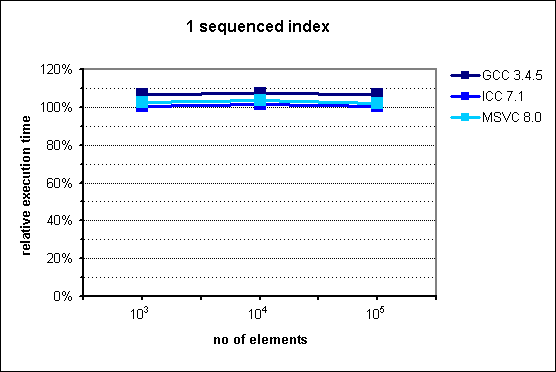 1 sequenced index
120%
100%
80%
60%
40%
20%
0%
relative execution time
10³
10⁴
10⁵
no of elements
GCC 3.4.5
ICC 7.1
MSVC 8.0